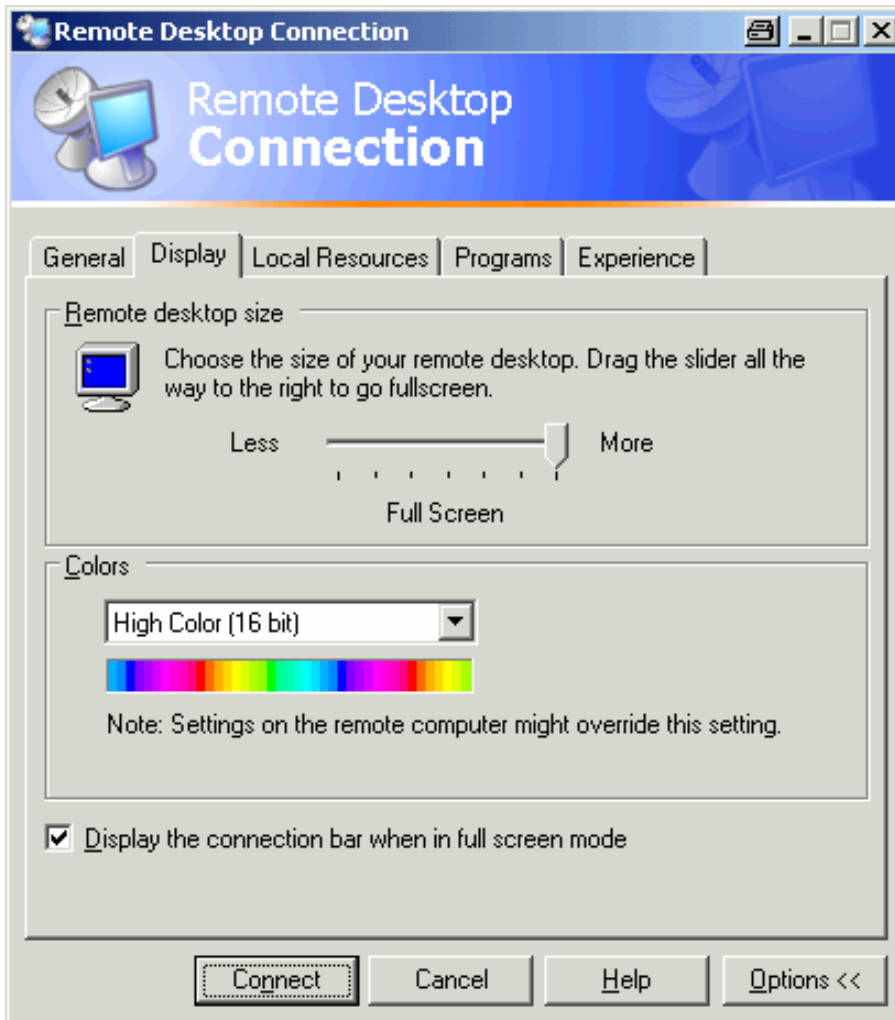 Remote Desktop Connection
Remote Desktop
Connection
General Display Local Resources Programs Experience
Remote desktop size
Choose the size of your remote desktop. Drag the slider all the
way to the right to go fullscreen.
Less More
Full Screen
Colors
High Color (16 bit)
Note: Settings on the remote computer might override this setting.
Display the connection bar when in full screen mode
Connect Cancel Help Options <<